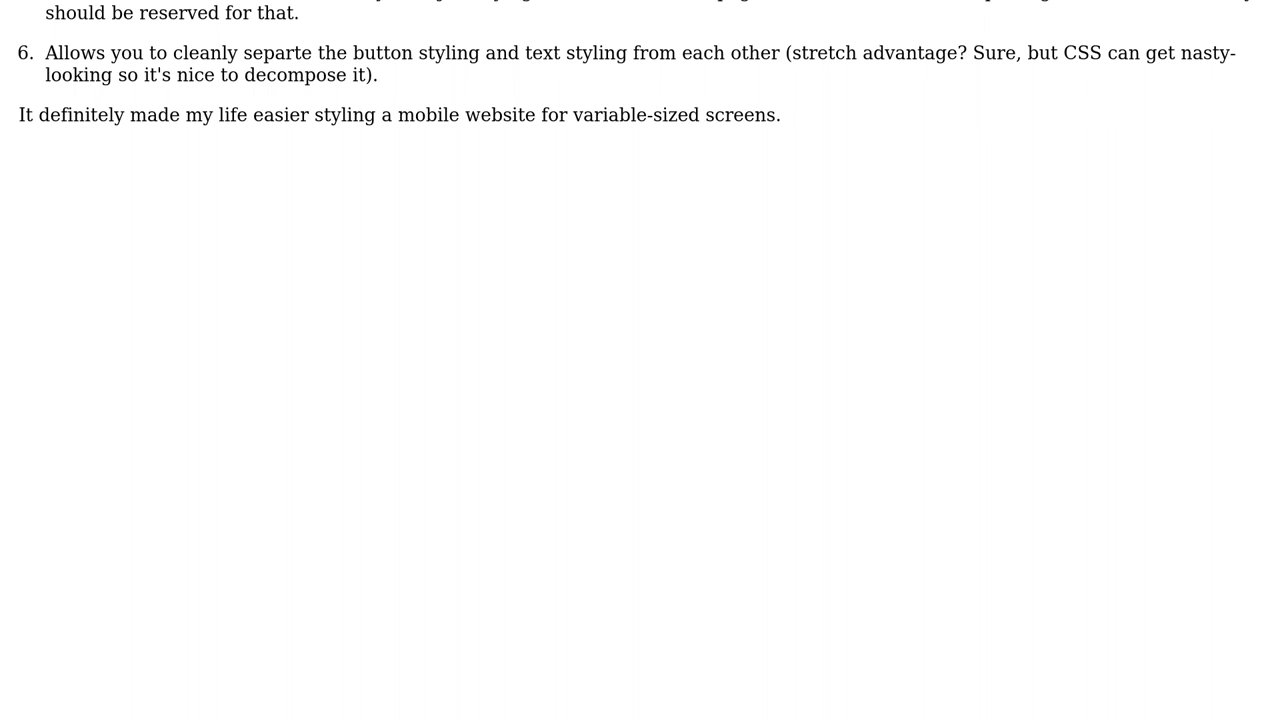 should be reserved for that.
6. Allows you to cleanly separte the button styling and text styling from each other (stretch advantage? Sure, but CSS can get nasty-
looking so it's nice to decompose it).
It definitely made my life easier styling a mobile website for variable-sized screens.